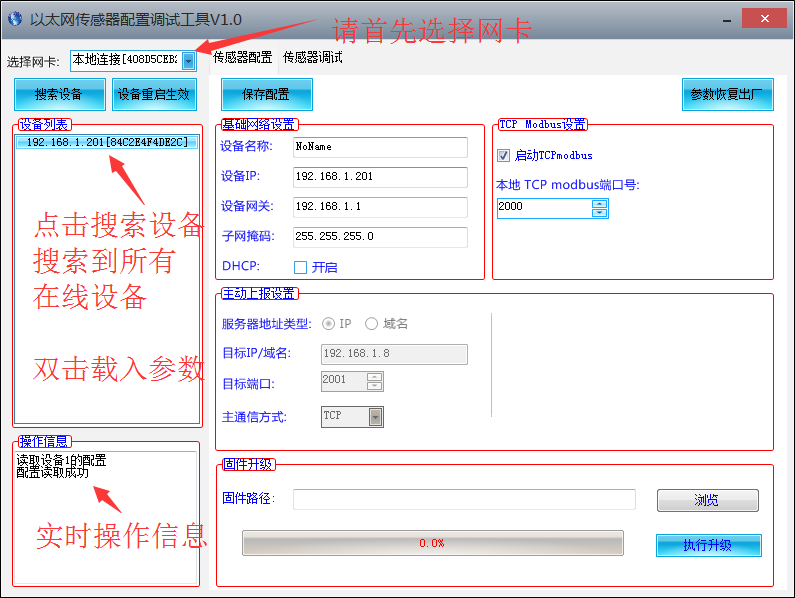 以太网传感器配置调试工具V1.0
请首先选择网卡
选择网卡:
本地连接[408D5CEB
传感器配置
传感器调试
搜索设备
设备重启生效
保存配置
参数恢复出厂
设备列表
192.168.1.201[84C2E4F4DE2C]
点击搜索设备
搜索到所有
在线设备
双击载入参数
操作信息
读取设备1的配置
配置读取成功
实时操作信息
基础网络设置
设备名称:
NoName
设备IP:
192.168.1.201
设备网关:
192.168.1.1
子网掩码:
255.255.255.0
DHCP:
开启
TCP Modbus设置
启动TCPmodbus
本地 TCP modbus端口号:
2000
主动上报设置
服务器地址类型:
IP
域名
目标IP/域名:
192.168.1.8
目标端口:
2001
主通信方式:
TCP
固件升级
固件路径:
浏览
0.0%
执行升级